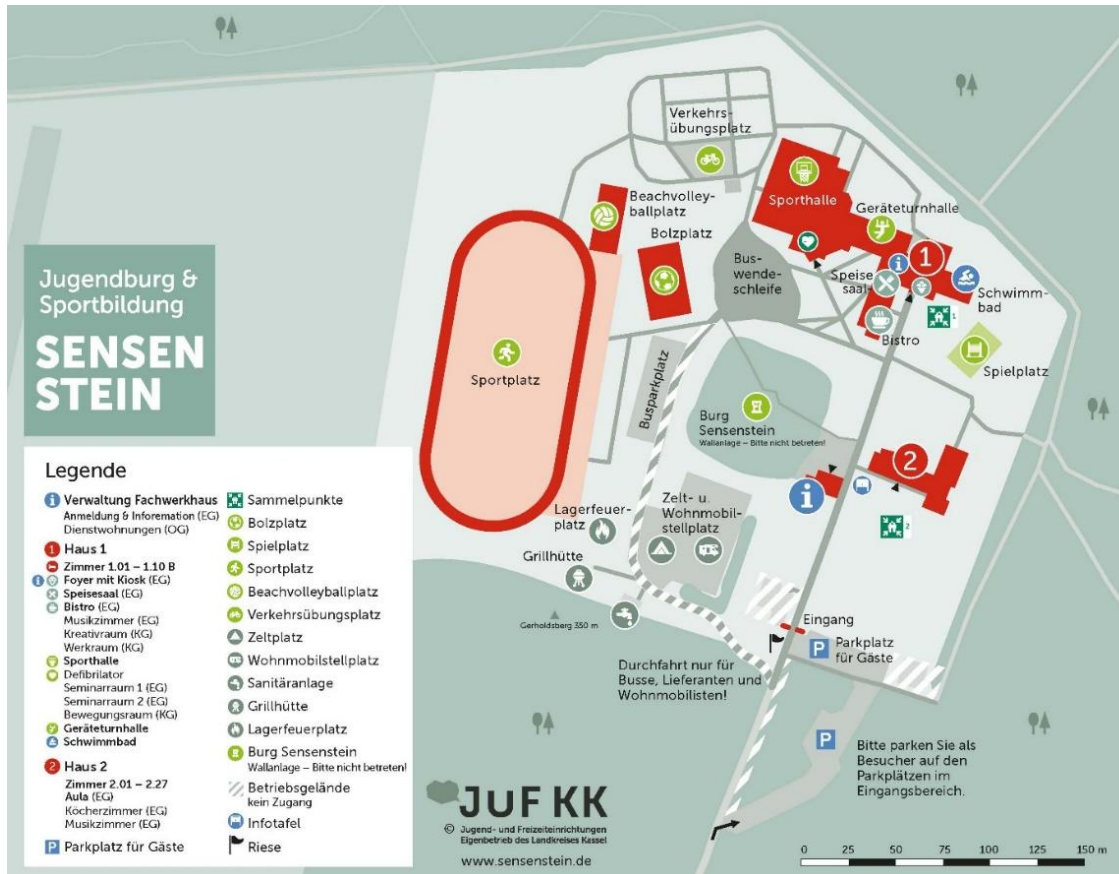 Jugendburg &
Sportbildung
SENSEN
STEIN
Legende
Verwaltung Fachwerkhaus
Anmeldung & Inforemation (EG)
Dienstwohnungen (OG)
1 Haus 1
Zimmer 1.01 – 1.10 B
Foyer mit Kiosk (EG)
Speisesaal (EG)
Bistro (EG)
Musikzimmer (EG)
Kreativraum (KG)
Werkraum (KG)
Sporthalle
Defibrilator
Seminarraum 1 (EG)
Seminarraum 2 (EG)
Bewegungsraum (KG)
Geräteturnhalle
Schwimmbad
2 Haus 2
Zimmer 2.01 – 2.27
Aula (EG)
Köcherzimmer (EG)
Musikzimmer (EG)
P Parkplatz für Gäste
Sammelpunkte
Bolzplatz
Spielplatz
Sportplatz
Beachvolleyballplatz
Verkehrsübungsplatz
Zeltplatz
Wohnmobilstellplatz
Sanitäranlage
Grillhütte
Lagerfeuerplatz
Burg Sensenstein
Wallanlage – Bitte nicht betreten!
Betriebsgelände
kein Zugang
Infotafel
Riese
Verkehrs-
übungsplatz
Beachvolley-
ballplatz
Bolzplatz
Sporthalle
Geräteturnhalle
1
Bus-
wende-
schleife
Speise
saal-
Schwimm-
bad
1
Bistro
Spielplatz
Sportplatz
Busparkplatz
Burg
Sensenstein
Wallanlage – Bitte nicht betreten!
2
i
2
Zelt- u.
Wohnmobil-
stellplatz
Lagerfeuer-
platz
Grillhütte
Gerholdsberg 350 m
Eingang
P
Parkplatz
für Gäste
Durchfahrt nur für
Busse, Lieferanten und
Wohnmobilisten!
P
Bitte parken Sie als
Besucher auf den
Parkplätzen im
Eingangsbereich.
JUF KK
© Jugend- und Freizeiteinrichtungen
Eigenbetrieb des Landkreises Kassel
www.sensenstein.de
0 25 50 75 100 125 150 m